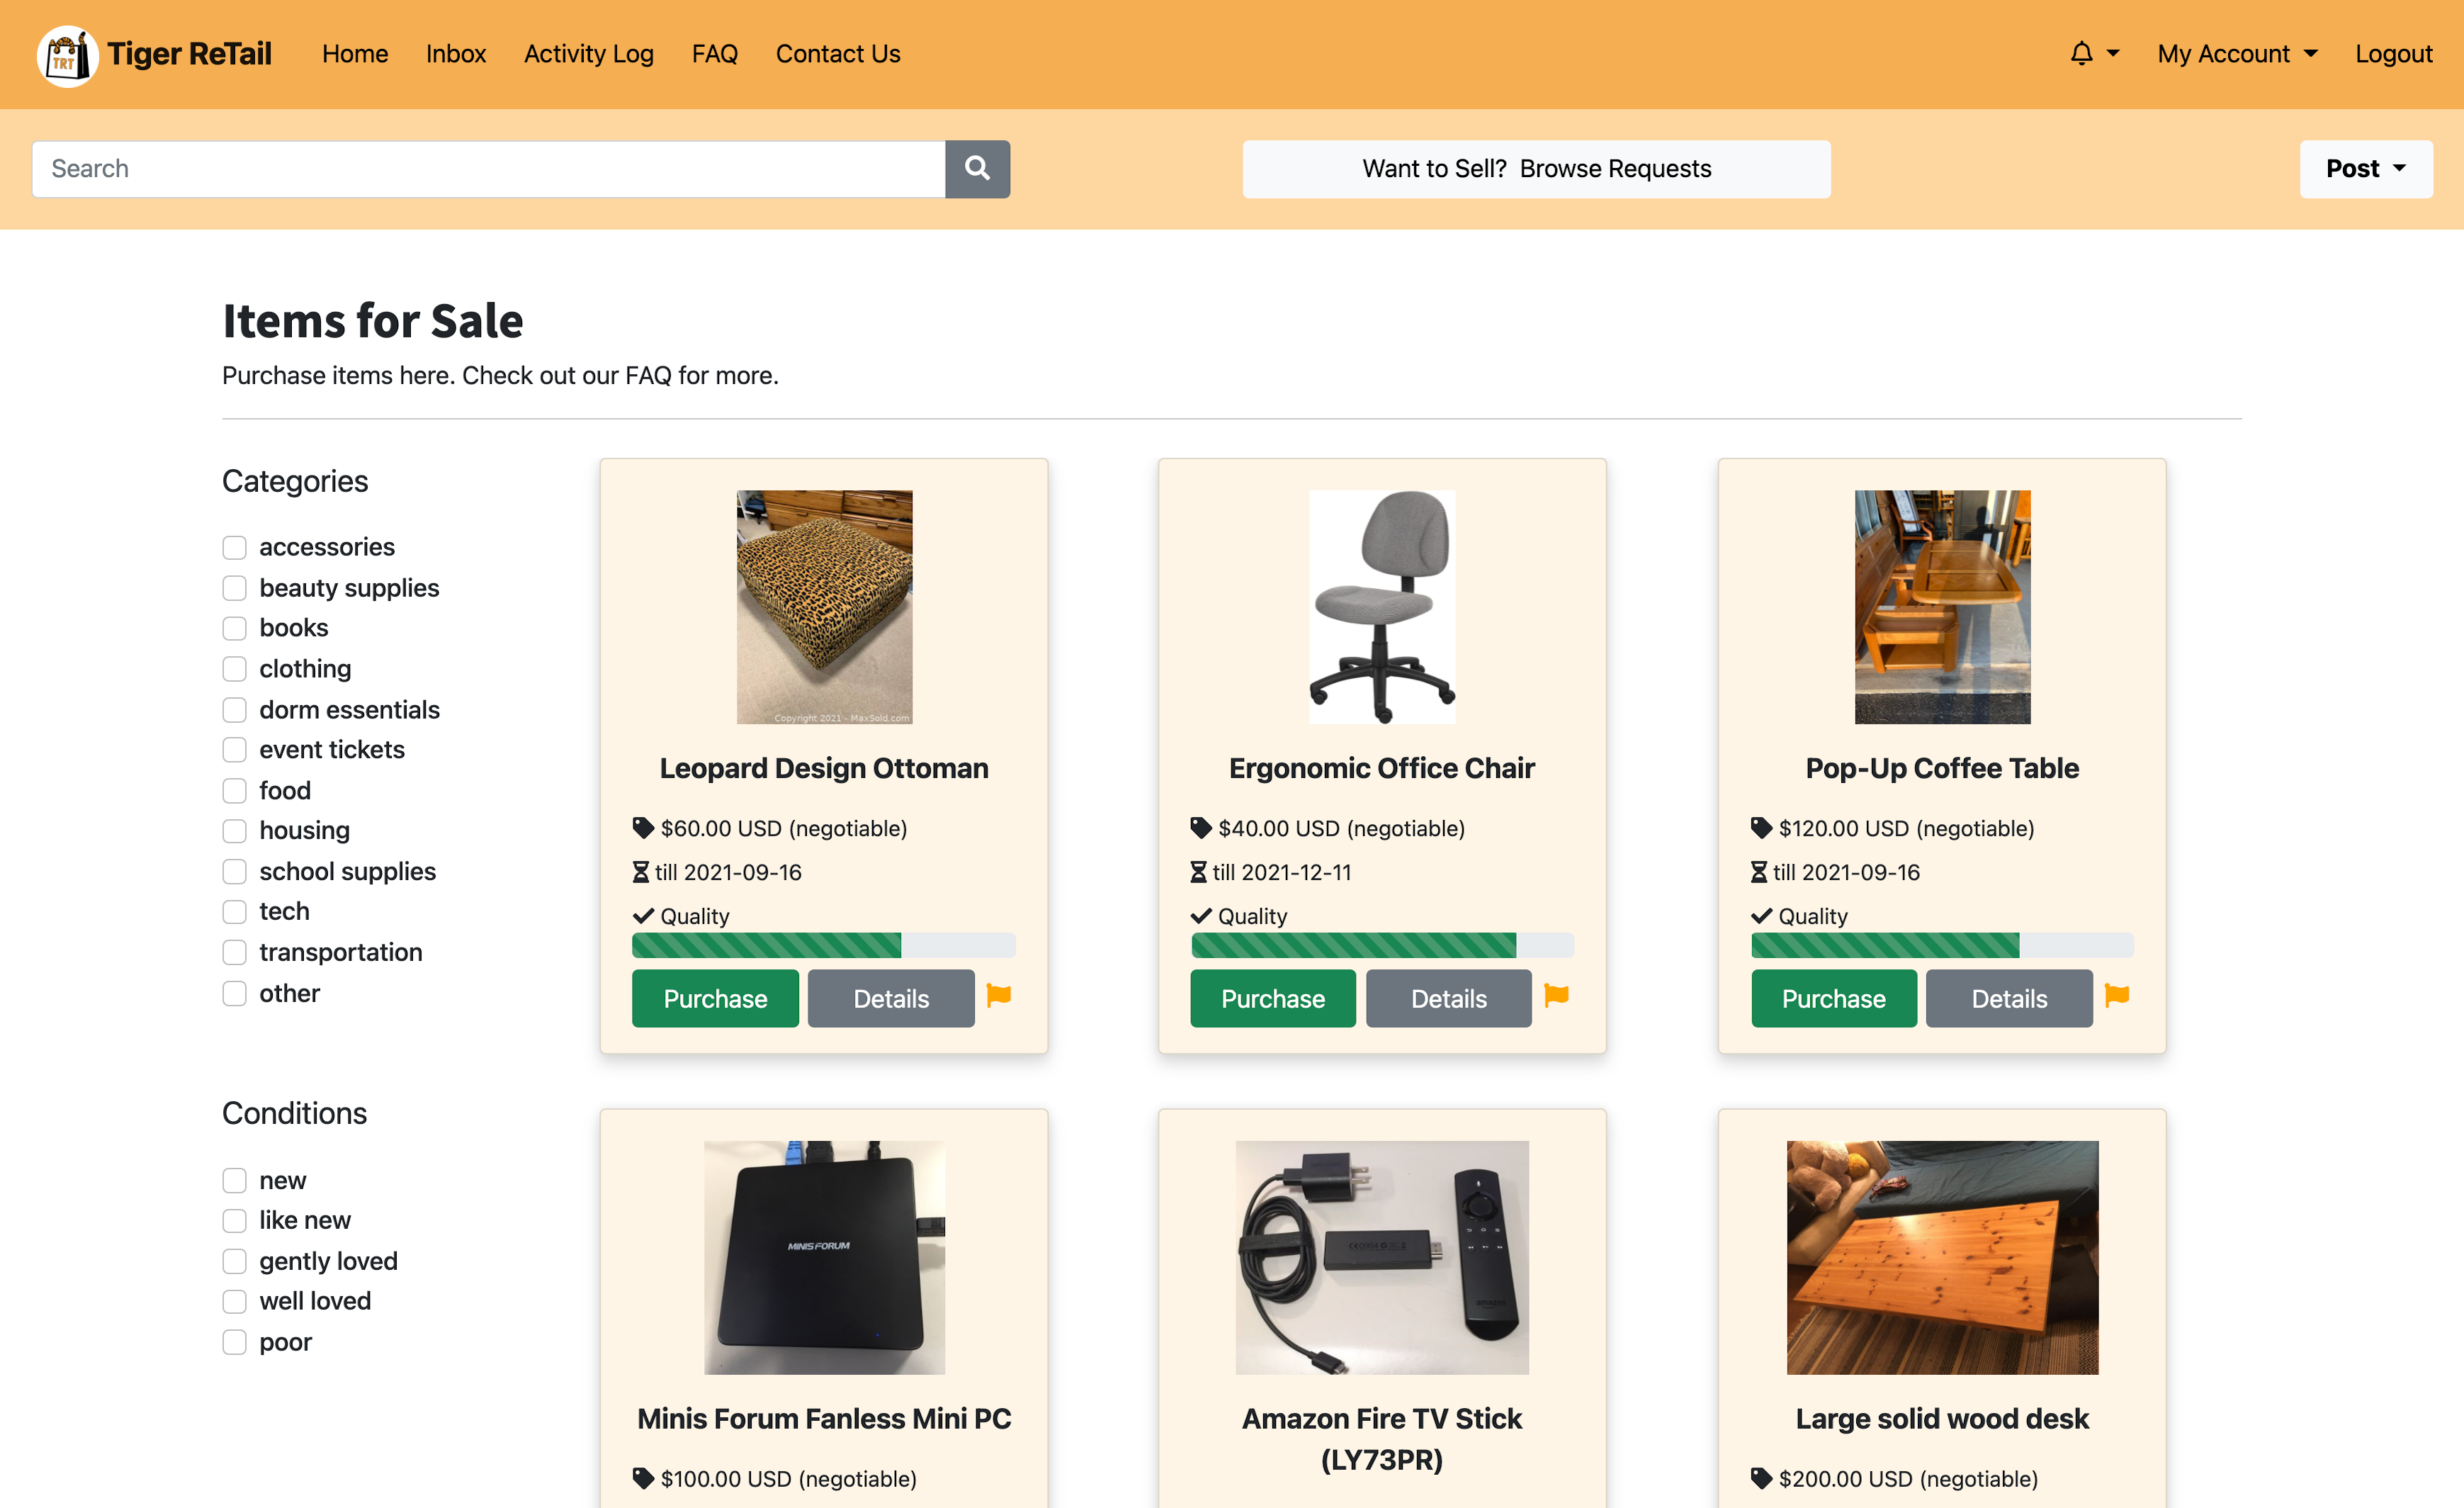 TRT
Tiger ReTail
Home
Inbox
Activity Log
FAQ
Contact Us
My Account
Logout
Search
Want to Sell? Browse Requests
Post
Items for Sale
Purchase items here. Check out our FAQ for more.
Categories
accessories
beauty supplies
books
clothing
dorm essentials
event tickets
food
housing
school supplies
tech
transportation
other
Conditions
new
like new
gently loved
well loved
poor
Copyright 2021 - MaxSold.com
Leopard Design Ottoman
$60.00 USD (negotiable)
till 2021-09-16
Quality
Purchase
Details
Ergonomic Office Chair
$40.00 USD (negotiable)
till 2021-12-11
Quality
Purchase
Details
Pop-Up Coffee Table
$120.00 USD (negotiable)
till 2021-09-16
Quality
Purchase
Details
MINIS FORUM
Minis Forum Fanless Mini PC
$100.00 USD (negotiable)
amazon
Amazon Fire TV Stick
(LY73PR)
Large solid wood desk
$200.00 USD (negotiable)